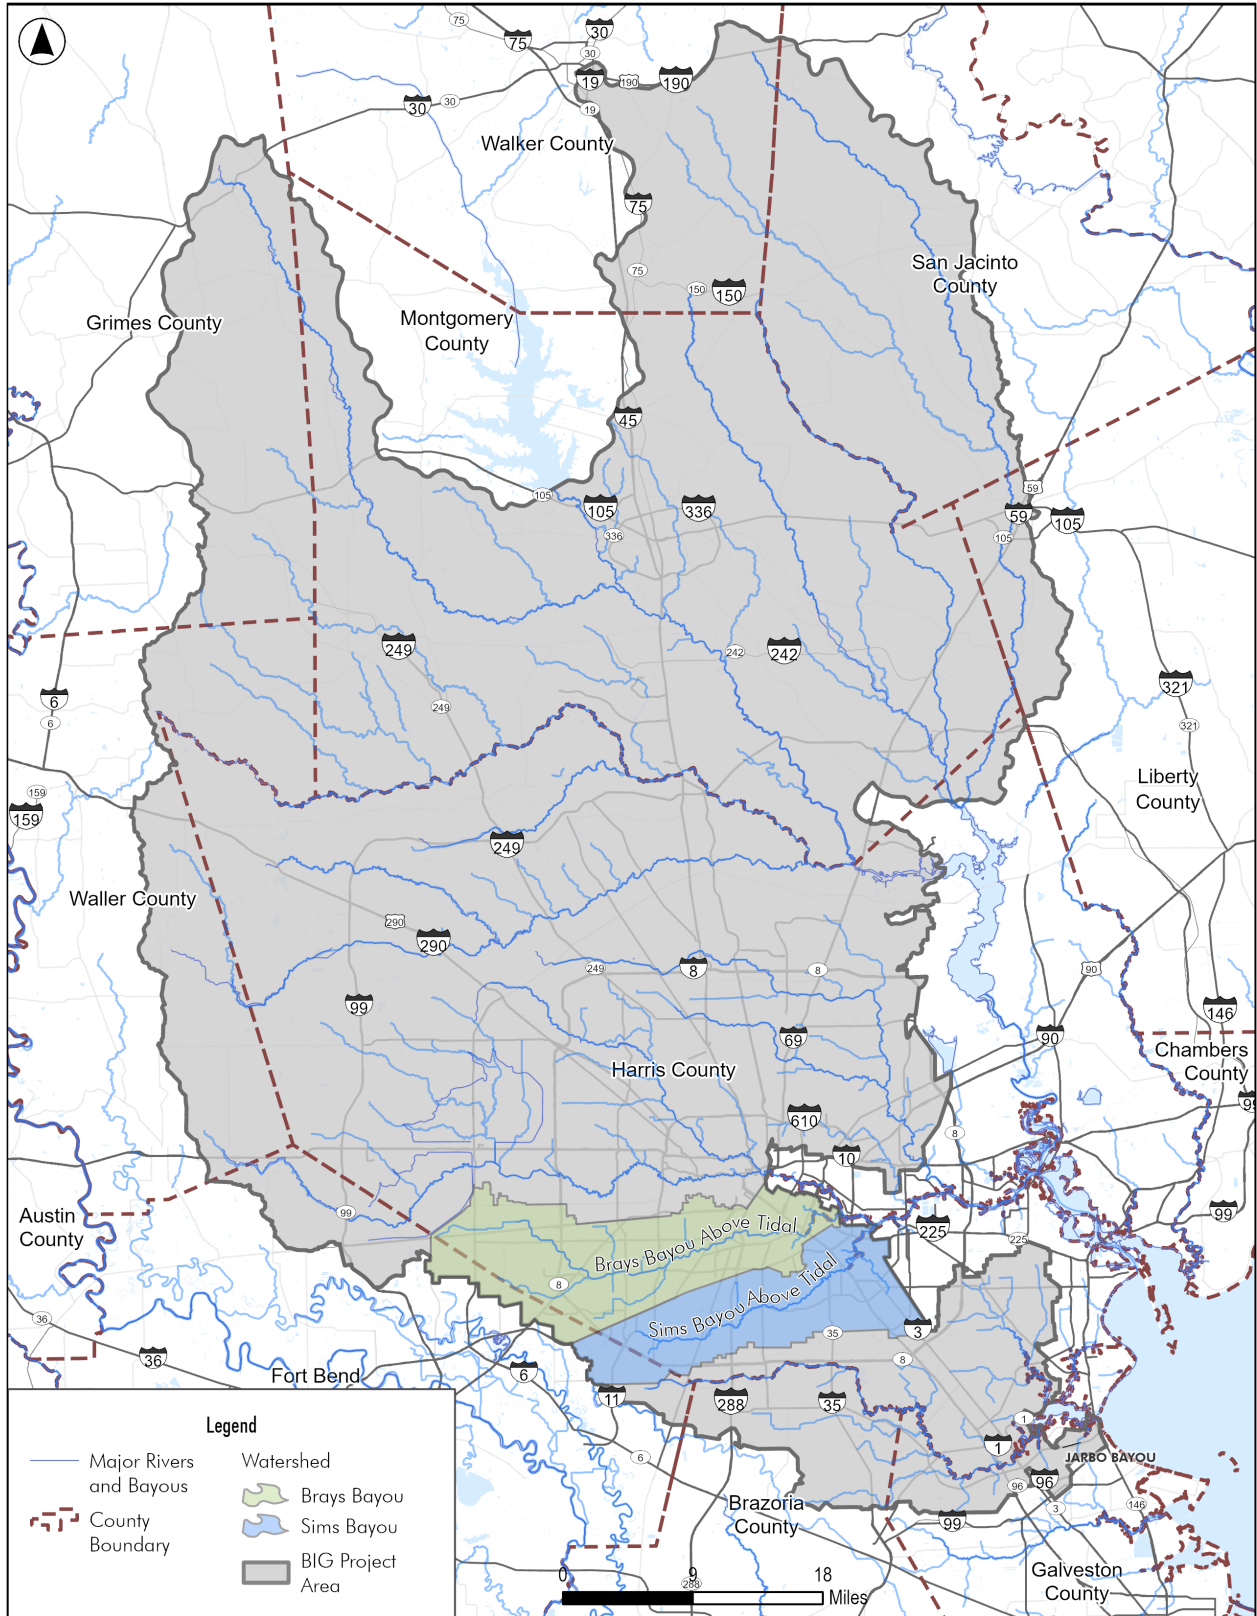 75
30
75
30
19
190
190
30
30
19
Walker County
75
San Jacinto
County
75
150
150
Grimes County
Montgomery
County
45
59
105
105
336
59
105
336
105
249
242
242
321
6
6
249
321
Liberty
County
159
159
249
Waller County
290
290
249
8
8
90
99
146
69
90
Chambers
County
Harris County
99
610
8
10
Austin
County
99
99
225
225
Brays Bayou Above Tidal
8
Sims Bayou Above Tidal
36
3
35
36
8
Fort Bend
6
11
288
35
1
1
JARBO BAYOU
6
96
96
Brazoria
County
99
3
146
Galveston
County
Legend
Major Rivers
and Bayous
County
Boundary
Watershed
Brays Bayou
Sims Bayou
BIG Project
Area
0
9
18
288
Miles